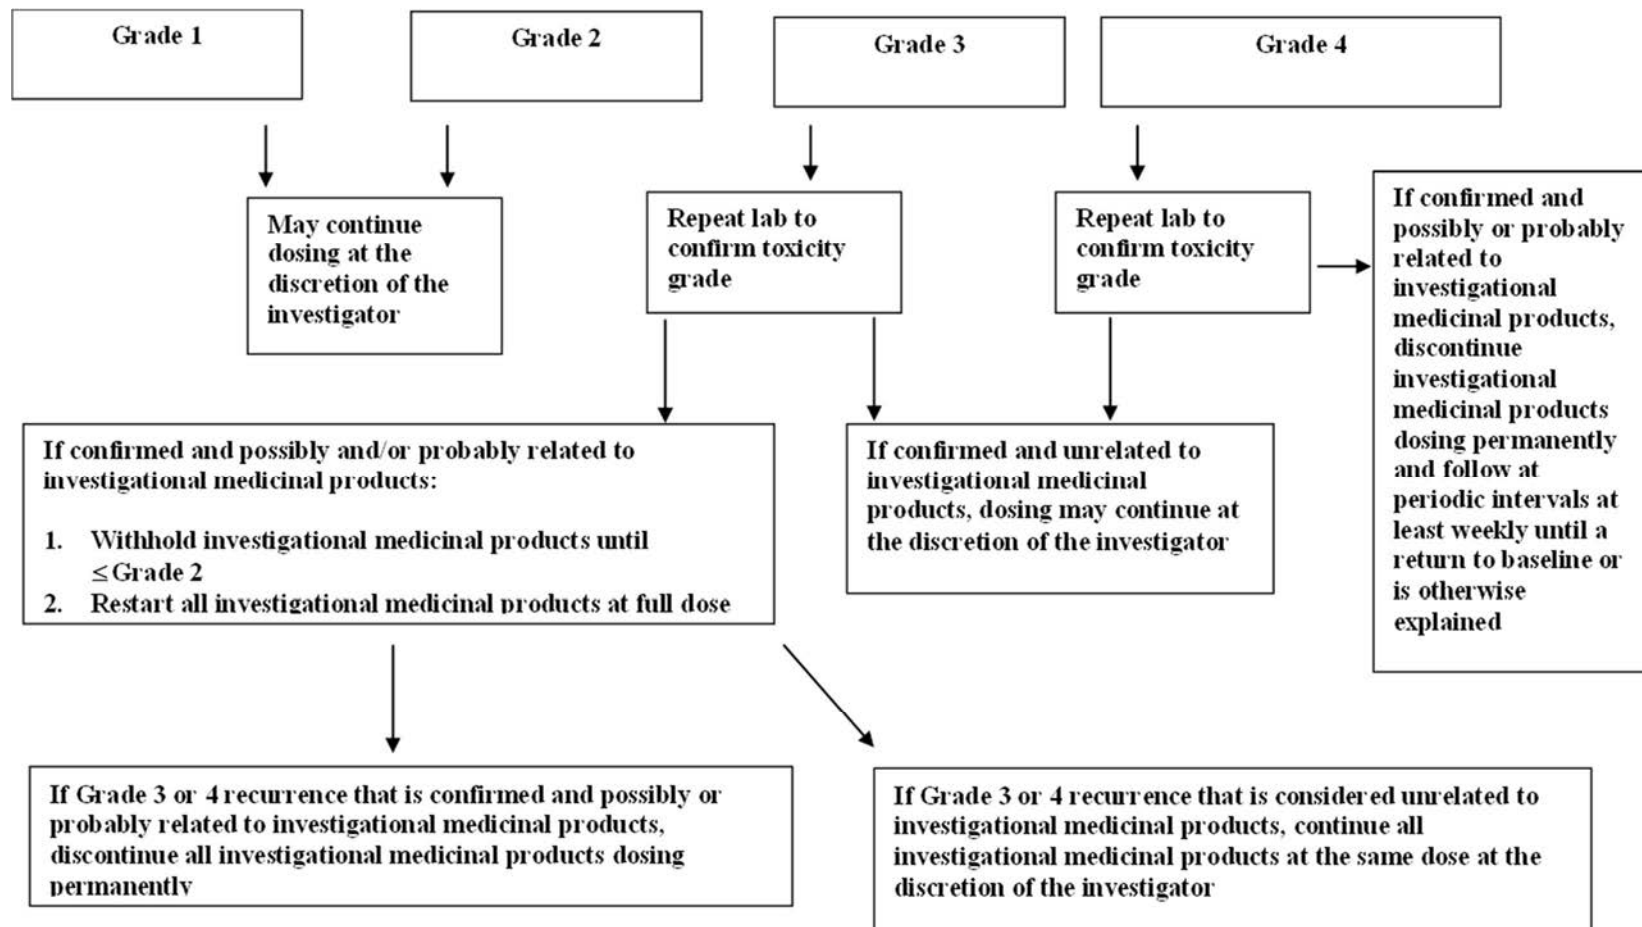 Grade 1
Grade 2
Grade 3
Grade 4
May continue
dosing at the
discretion of the
investigator
Repeat lab to
confirm toxicity
grade
Repeat lab to
confirm toxicity
grade
If confirmed and
possibly or probably
related to
investigational
medicinal products,
discontinue
investigational
medicinal products
dosing permanently
and follow at
periodic intervals at
least weekly until a
return to baseline or
is otherwise
explained
If confirmed and possibly and/or probably related to
investigational medicinal products:
1. Withhold investigational medicinal products until
≤ Grade 2
2. Restart all investigational medicinal products at full dose
If confirmed and unrelated to
investigational medicinal
products, dosing may continue at
the discretion of the investigator
If Grade 3 or 4 recurrence that is confirmed and possibly or
probably related to investigational medicinal products,
discontinue all investigational medicinal products dosing
permanently
If Grade 3 or 4 recurrence that is considered unrelated to
investigational medicinal products, continue all
investigational medicinal products at the same dose at the
discretion of the investigator